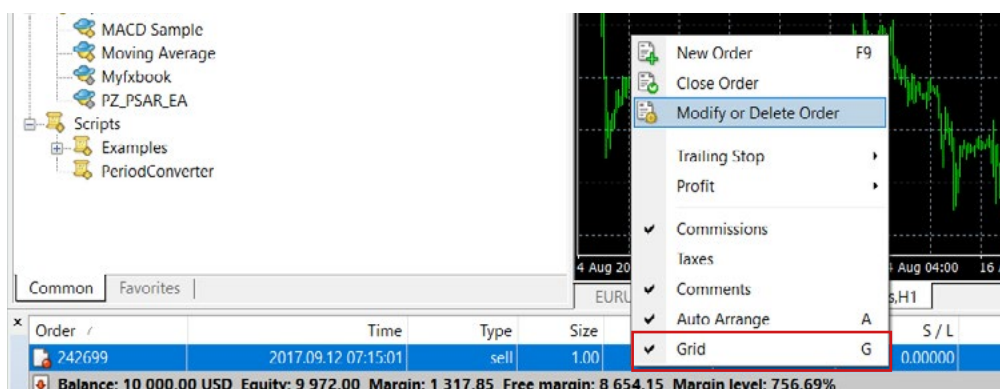 MACD Sample
Moving Average
Myfxbook
PZ_PSAR_EA
Scripts
Examples
PeriodConverter
Common Favorites
New Order F9
Close Order
Modify or Delete Order
Trailing Stop
Profit
Commissions
Taxes
Comments
Auto Arrange A
Grid G
4 Aug 20
Aug 04:00 16
EURU
s,H1
Order Time Type Size S / L
242699 2017.09.12 07:15:01 sell 1.00 0.00000
Balance: 10 000.00 USD Equity: 9 972.00 Margin: 1 317.85 Free margin: 8 654.15 Margin level: 756.69%